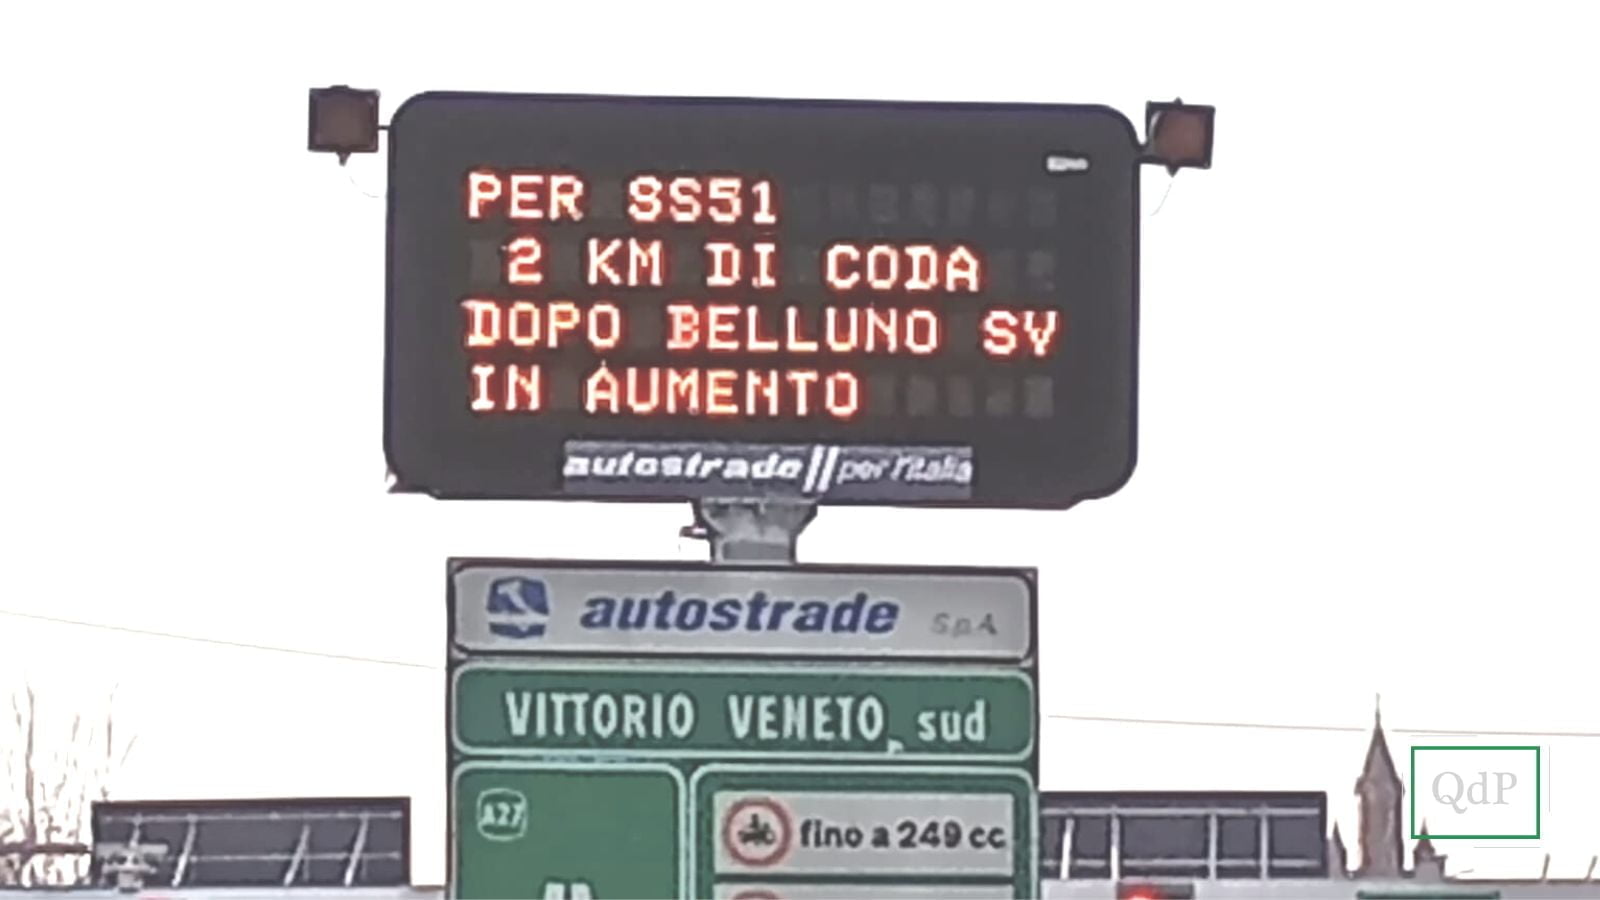 PER SS51
2 KM DI CODA
DOPO BELLUNO SV
IN AUMENTO
autostrade//per l'italia
autostrade SpA
VITTORIO VENETO sud
A27
fino a 249 cc
QdP